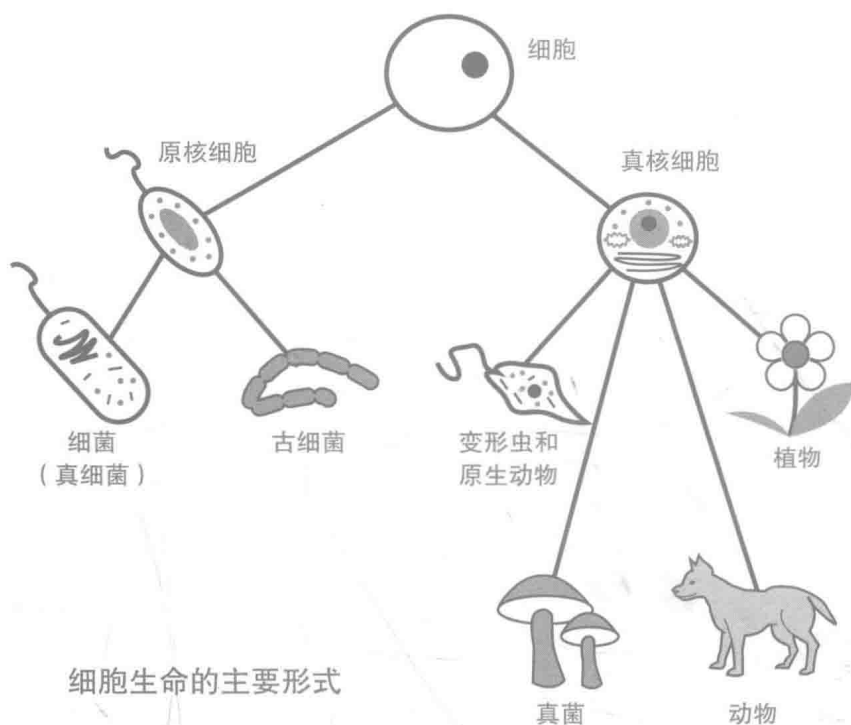 细胞
原核细胞
真核细胞
细菌
（真细菌）
古细菌
变形虫和
原生动物
植物
真菌
动物
细胞生命的主要形式